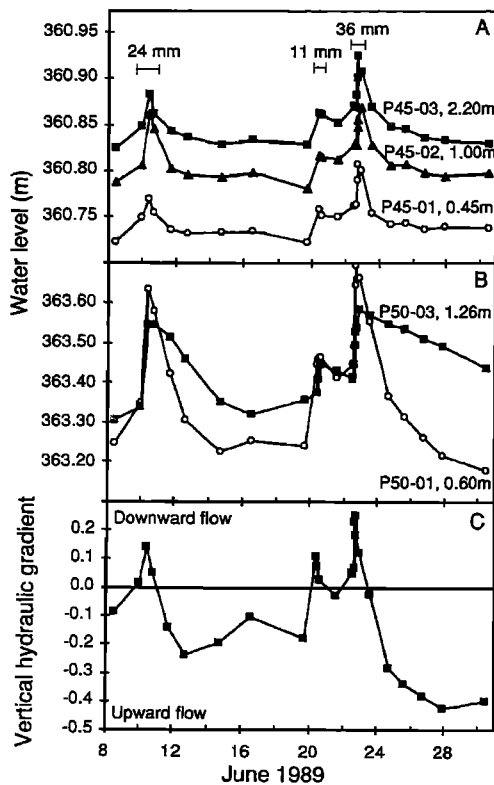 36 mm
24 mm
11 mm
A
360.95
360.90
360.85
360.80
360.75
P45-03, 2.20m
P45-02, 1.00m
P45-01, 0.45m
Water level (m)
B
363.60
363.50
363.40
363.30
363.20
P50-03, 1.26m
P50-01, 0.60m
C
Downward flow
0.2
0.1
0.0
-0.1
-0.2
-0.3
-0.4
-0.5
Upward flow
Vertical hydraulic gradient
8 12 16 20 24 28
June 1989